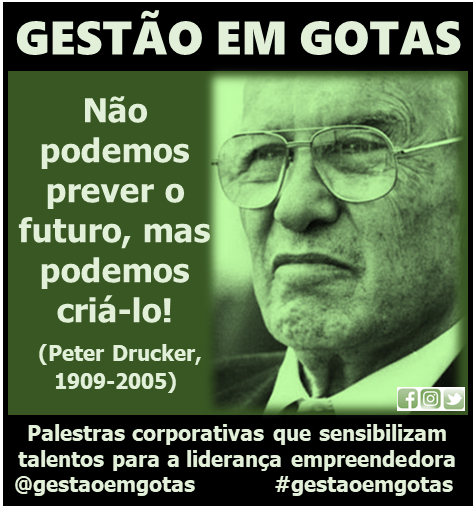 GESTÃO EM GOTAS
Não
podemos
prever o
futuro, mas
podemos
criá-lo!
(Peter Drucker,
1909-2005)
Palestras corporativas que sensibilizam
talentos para a liderança empreendedora
@gestaoemgotas #gestaoemgotas